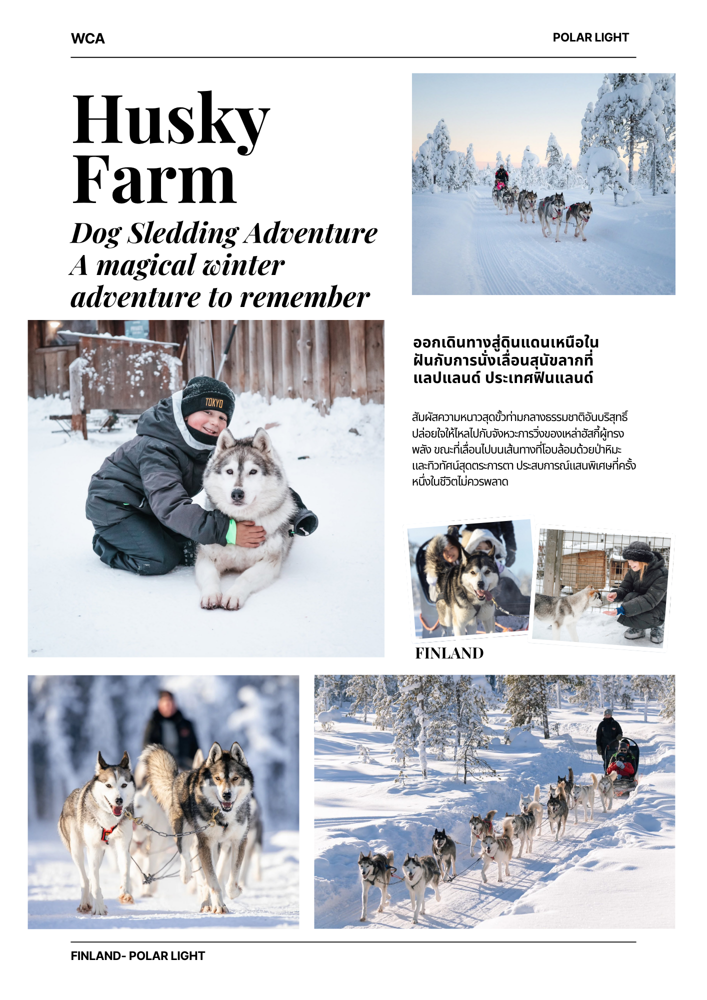 WCA
POLAR LIGHT
Husky
Farm
Dog Sledding Adventure
A magical winter
adventure to remember
ออกเดินทางสู่ดินแดนเหนือใน
ฝันกับการนั่งเลื่อนสุนัขลากที่
แลปแลนด์ ประเทศฟินแลนด์
TOKYO
สัมผัสความหนาวสุดขั้วท่ามกลางธรรมชาติอันบริสุทธิ์
ปล่อยใจให้ไหลไปกับจังหวะการวิ่งของเหล่าฮัสกี้ผู้ทรง
พลัง ขณะที่เลื่อนไปบนเส้นทางที่โอบล้อมด้วยป่าหิมะ
และทิวทัศน์สุดตระการตา ประสบการณ์แสนพิเศษที่ครั้ง
หนึ่งในชีวิตไม่ควรพลาด
FINLAND
FINLAND- POLAR LIGHT